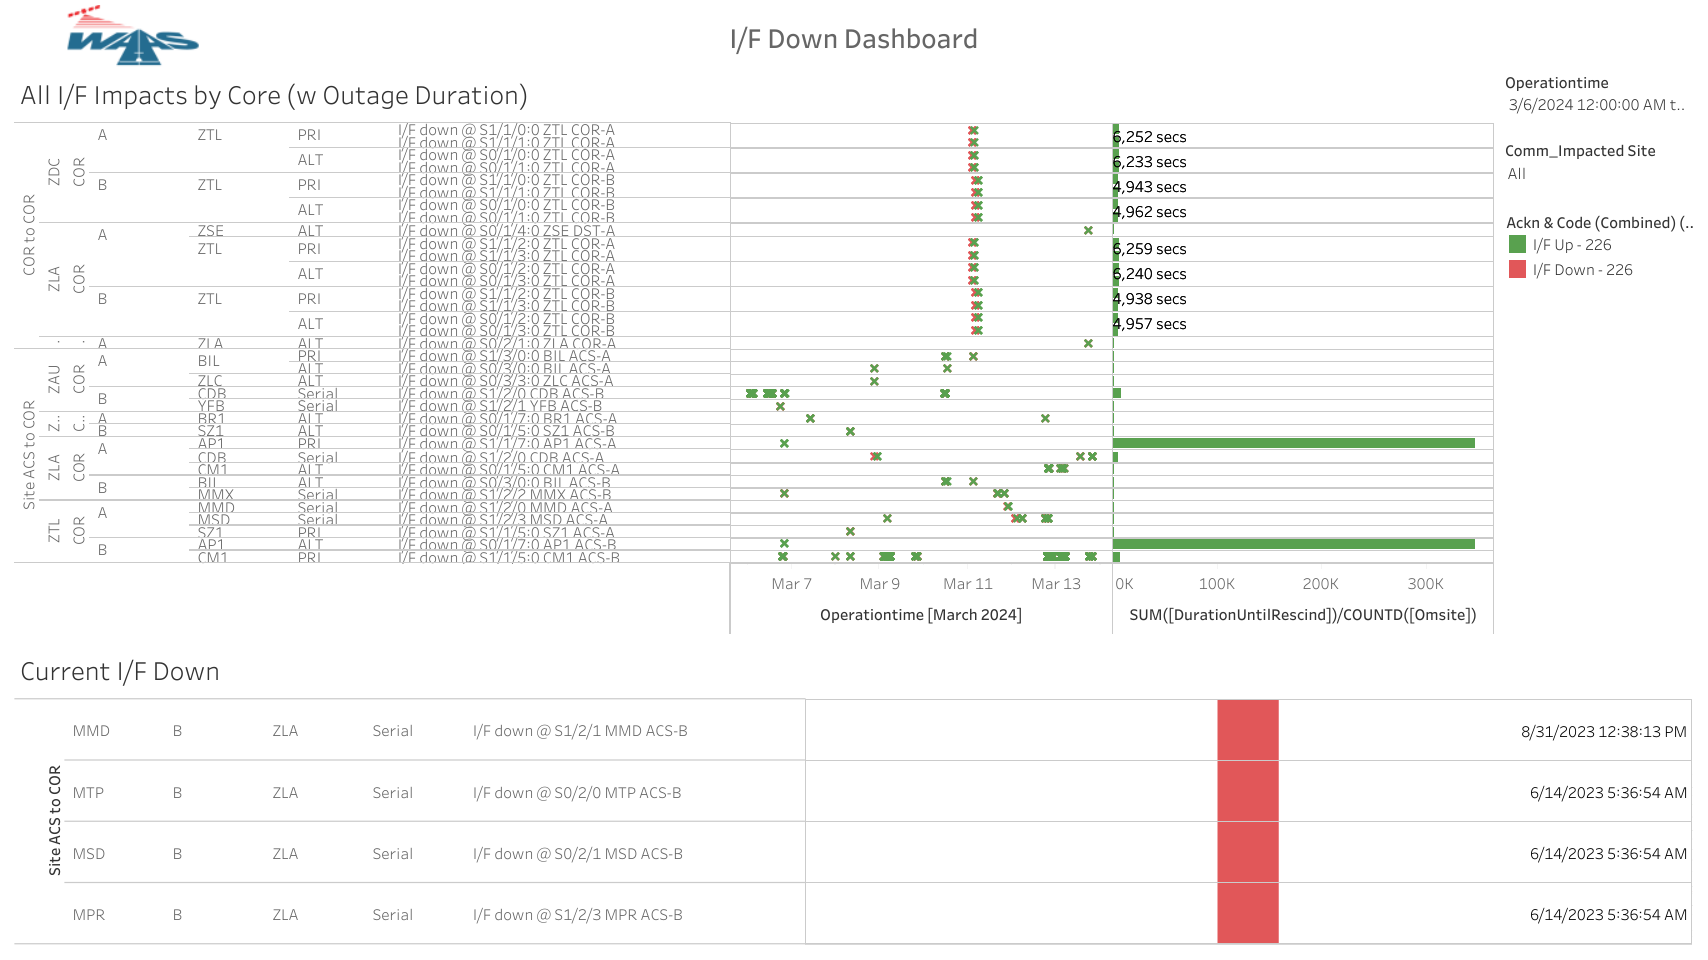 WAAS
I/F Down Dashboard
All I/F Impacts by Core (w Outage Duration)
Operationtime
3/6/2024 12:00:00 AM t..
Comm_Impacted Site
All
Ackn & Code (Combined) (..
I/F Up - 226
I/F Down - 226
COR to COR
ZDC COR
A ZTL PRI I/F down @ S1/1/0:0 ZTL COR-A 6,252 secs
I/F down @ S1/1/1:0 ZTL COR-A
ALT I/F down @ S0/1/0:0 ZTL COR-A 6,233 secs
I/F down @ S0/1/1:0 ZTL COR-A
B ZTL PRI I/F down @ S1/1/0:0 ZTL COR-B 4,943 secs
I/F down @ S1/1/1:0 ZTL COR-B
ALT I/F down @ S0/1/0:0 ZTL COR-B 4,962 secs
I/F down @ S0/1/1:0 ZTL COR-B
ZLA COR
A ZSE ALT I/F down @ S0/1/4:0 ZSE DST-A
ZTL PRI I/F down @ S1/1/2:0 ZTL COR-A 6,259 secs
I/F down @ S1/1/3:0 ZTL COR-A
ALT I/F down @ S0/1/2:0 ZTL COR-A 6,240 secs
I/F down @ S0/1/3:0 ZTL COR-A
B ZTL PRI I/F down @ S1/1/2:0 ZTL COR-B 4,938 secs
I/F down @ S1/1/3:0 ZTL COR-B
ALT I/F down @ S0/1/2:0 ZTL COR-B 4,957 secs
I/F down @ S0/1/3:0 ZTL COR-B
. . A ZLA ALT I/F down @ S0/2/1:0 ZLA COR-A
Site ACS to COR
ZAU COR
A BIL PRI I/F down @ S1/3/0:0 BIL ACS-A
ALT I/F down @ S0/3/0:0 BIL ACS-A
ZLC ALT I/F down @ S0/3/3:0 ZLC ACS-A
B CDB Serial I/F down @ S1/2/0 CDB ACS-B
YFB Serial I/F down @ S1/2/1 YFB ACS-B
Z.. C..
A BR1 ALT I/F down @ S0/1/7:0 BR1 ACS-A
B SZ1 ALT I/F down @ S0/1/5:0 SZ1 ACS-B
ZLA COR
A AP1 PRI I/F down @ S1/1/7:0 AP1 ACS-A
CDB Serial I/F down @ S1/2/0 CDB ACS-A
CM1 ALT I/F down @ S0/1/5:0 CM1 ACS-A
B BIL ALT I/F down @ S0/3/0:0 BIL ACS-B
MMX Serial I/F down @ S1/2/2 MMX ACS-B
ZTL COR
A MMD Serial I/F down @ S1/2/0 MMD ACS-A
MSD Serial I/F down @ S1/2/3 MSD ACS-A
SZ1 PRI I/F down @ S1/1/5:0 SZ1 ACS-A
B AP1 ALT I/F down @ S0/1/7:0 AP1 ACS-B
CM1 PRI I/F down @ S1/1/5:0 CM1 ACS-B
Mar 7 Mar 9 Mar 11 Mar 13 0K 100K 200K 300K
Operationtime [March 2024] SUM([DurationUntilRescind])/COUNTD([Omsite])
Current I/F Down
Site ACS to COR
MMD B ZLA Serial I/F down @ S1/2/1 MMD ACS-B 8/31/2023 12:38:13 PM
MTP B ZLA Serial I/F down @ S0/2/0 MTP ACS-B 6/14/2023 5:36:54 AM
MSD B ZLA Serial I/F down @ S0/2/1 MSD ACS-B 6/14/2023 5:36:54 AM
MPR B ZLA Serial I/F down @ S1/2/3 MPR ACS-B 6/14/2023 5:36:54 AM